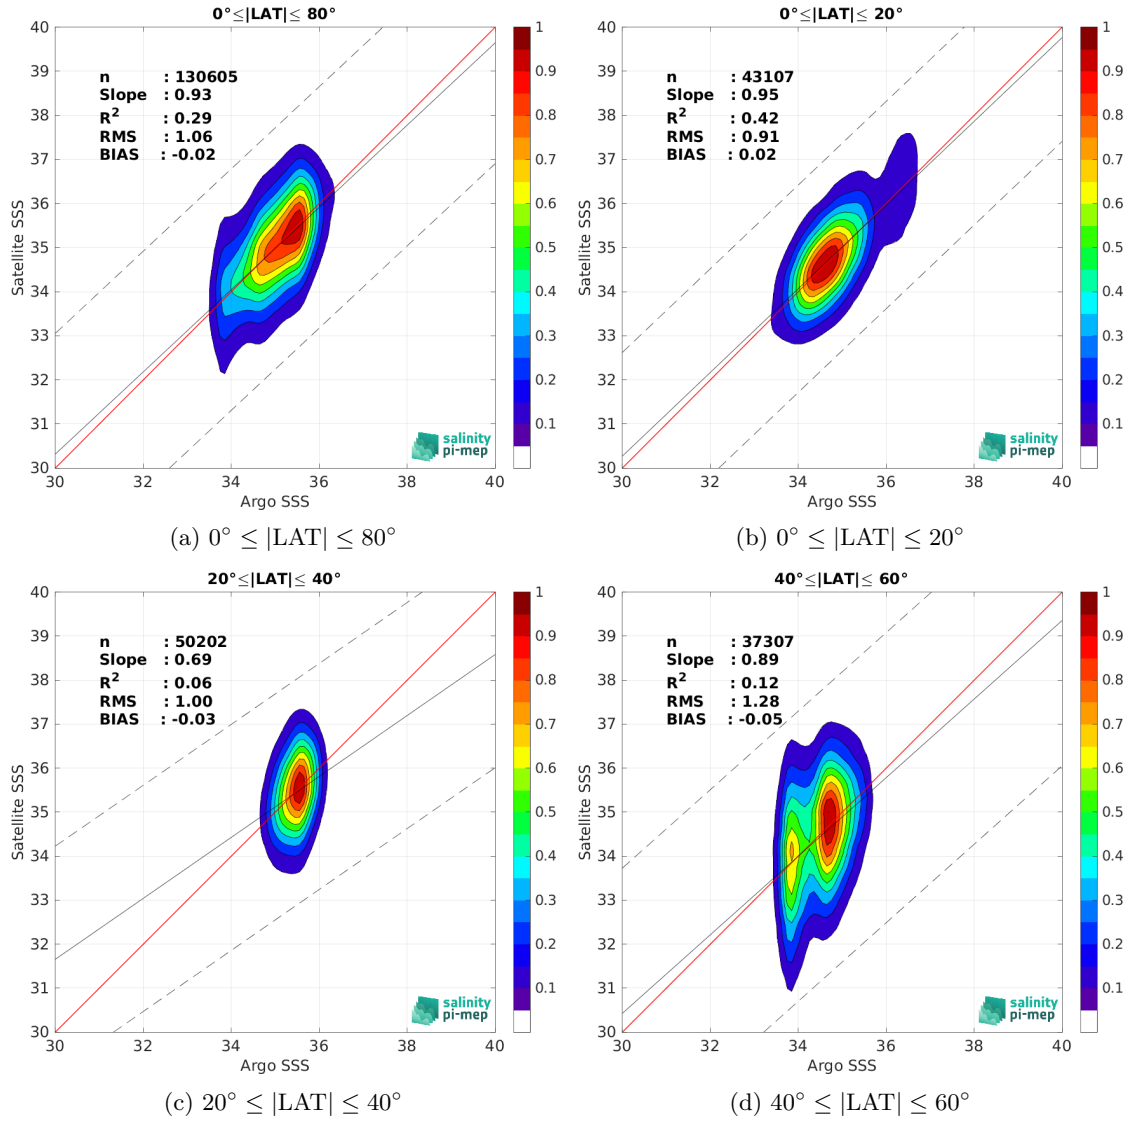 0°≤|LAT|≤ 80°
40
39
38
37
36
35
34
33
32
31
30
Satellite SSS
n : 130605
Slope : 0.93
R² : 0.29
RMS : 1.06
BIAS : -0.02
salinity
pi-mep
30 32 34 36 38 40
Argo SSS
1
0.9
0.8
0.7
0.6
0.5
0.4
0.3
0.2
0.1
(a) 0° ≤ |LAT| ≤ 80°
0°≤|LAT|≤ 20°
40
39
38
37
36
35
34
33
32
31
30
Satellite SSS
n : 43107
Slope : 0.95
R² : 0.42
RMS : 0.91
BIAS : 0.02
salinity
pi-mep
30 32 34 36 38 40
Argo SSS
1
0.9
0.8
0.7
0.6
0.5
0.4
0.3
0.2
0.1
(b) 0° ≤ |LAT| ≤ 20°
20°≤|LAT|≤ 40°
40
39
38
37
36
35
34
33
32
31
30
Satellite SSS
n : 50202
Slope : 0.69
R² : 0.06
RMS : 1.00
BIAS : -0.03
salinity
pi-mep
30 32 34 36 38 40
Argo SSS
1
0.9
0.8
0.7
0.6
0.5
0.4
0.3
0.2
0.1
(c) 20° ≤ |LAT| ≤ 40°
40°≤|LAT|≤ 60°
40
39
38
37
36
35
34
33
32
31
30
Satellite SSS
n : 37307
Slope : 0.89
R² : 0.12
RMS : 1.28
BIAS : -0.05
salinity
pi-mep
30 32 34 36 38 40
Argo SSS
1
0.9
0.8
0.7
0.6
0.5
0.4
0.3
0.2
0.1
(d) 40° ≤ |LAT| ≤ 60°